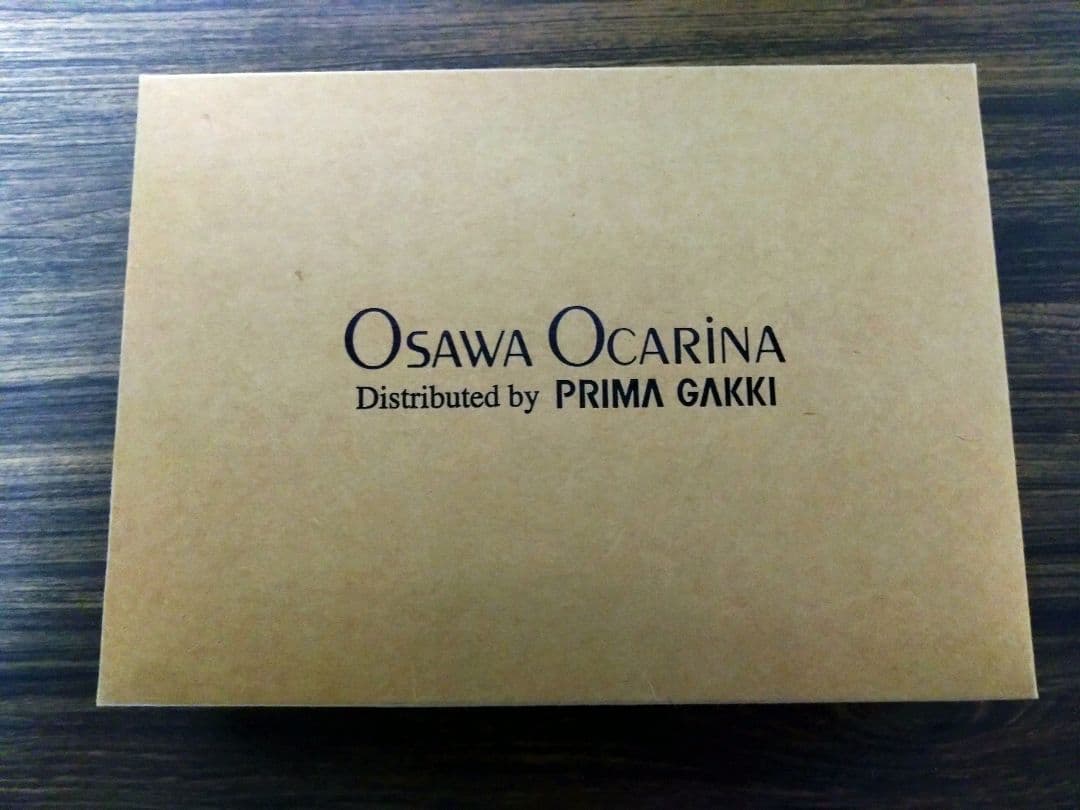 Osawa Ocarina
Distributed by PRIMA GAKKI